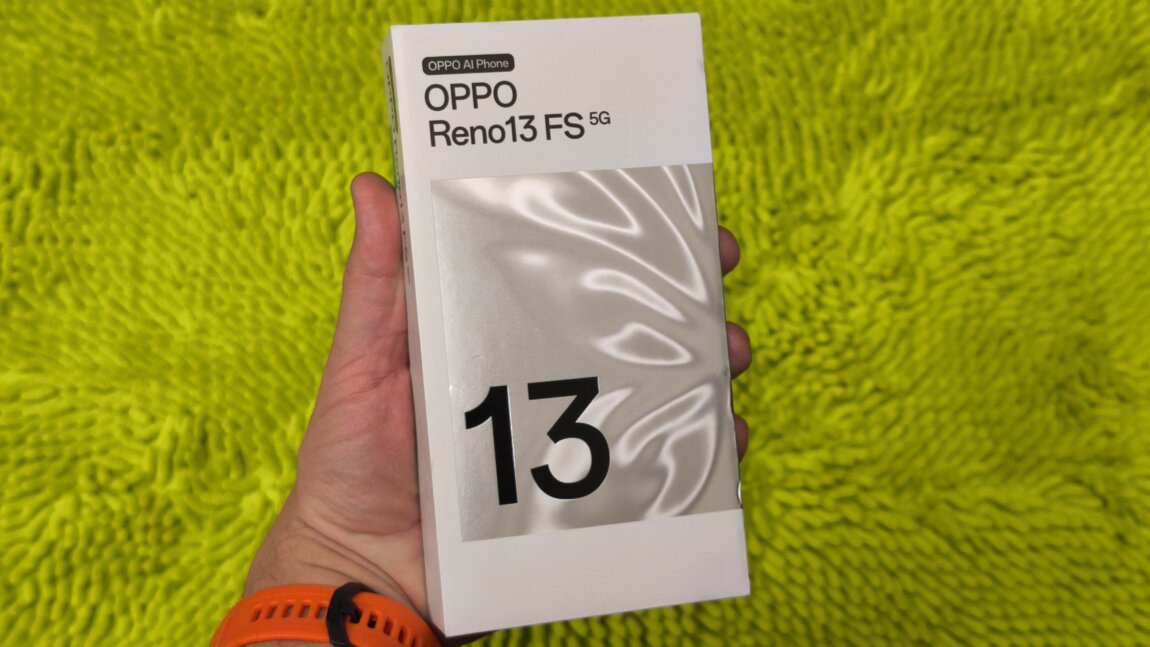 OPPO AI Phone
OPPO
Reno13 FS 5G
13